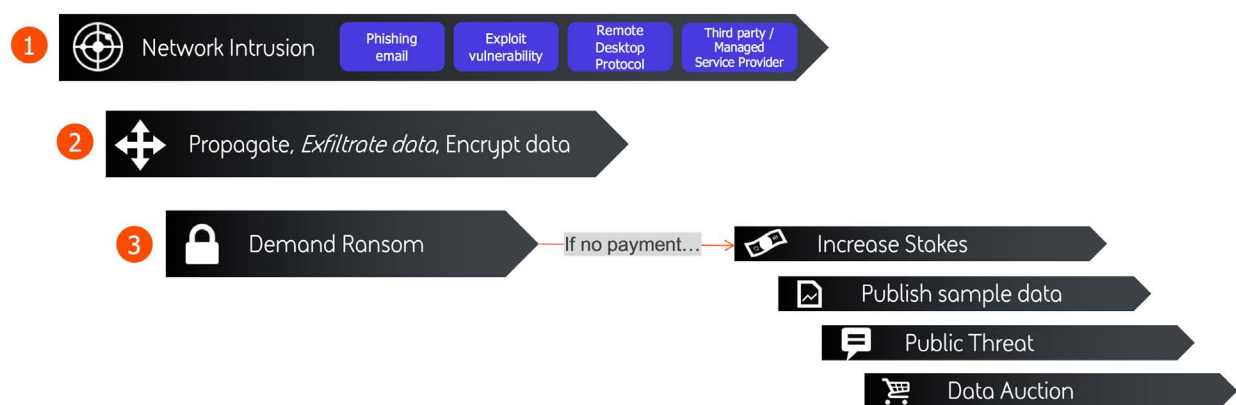 1
Network Intrusion
Phishing
email
Exploit
vulnerability
Remote
Desktop
Protocol
Third party /
Managed
Service Provider
2
Propagate, Exfiltrate data, Encrypt data
3
Demand Ransom
If no payment...
Increase Stakes
Publish sample data
Public Threat
Data Auction